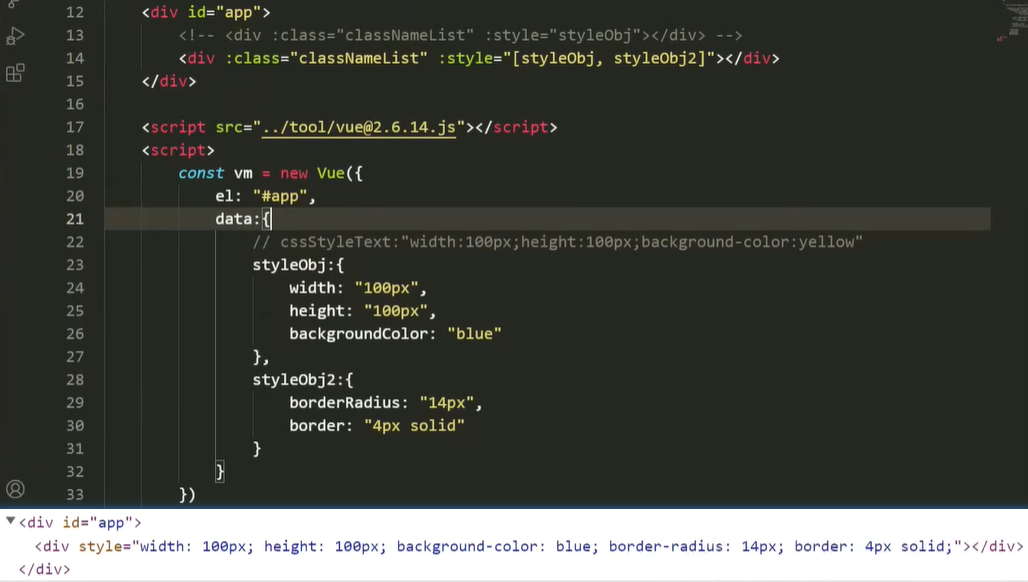 12 <div id="app">
13 <!-- <div :class="classNameList" :style="styleObj"></div> -->
14 <div :class="classNameList" :style="[styleObj, styleObj2]"></div>
15 </div>
16
17 <script src="../tool/vue@2.6.14.js"></script>
18 <script>
19 const vm = new Vue({
20 el: "#app",
21 data:{
22 // cssStyleText:"width:100px;height:100px;background-color:yellow"
23 styleObj:{
24 width: "100px",
25 height: "100px",
26 backgroundColor: "blue"
27 },
28 styleObj2:{
29 borderRadius: "14px",
30 border: "4px solid"
31 }
32 }
33 })
<div id="app">
<div style="width: 100px; height: 100px; background-color: blue; border-radius: 14px; border: 4px solid;"></div>
</div>